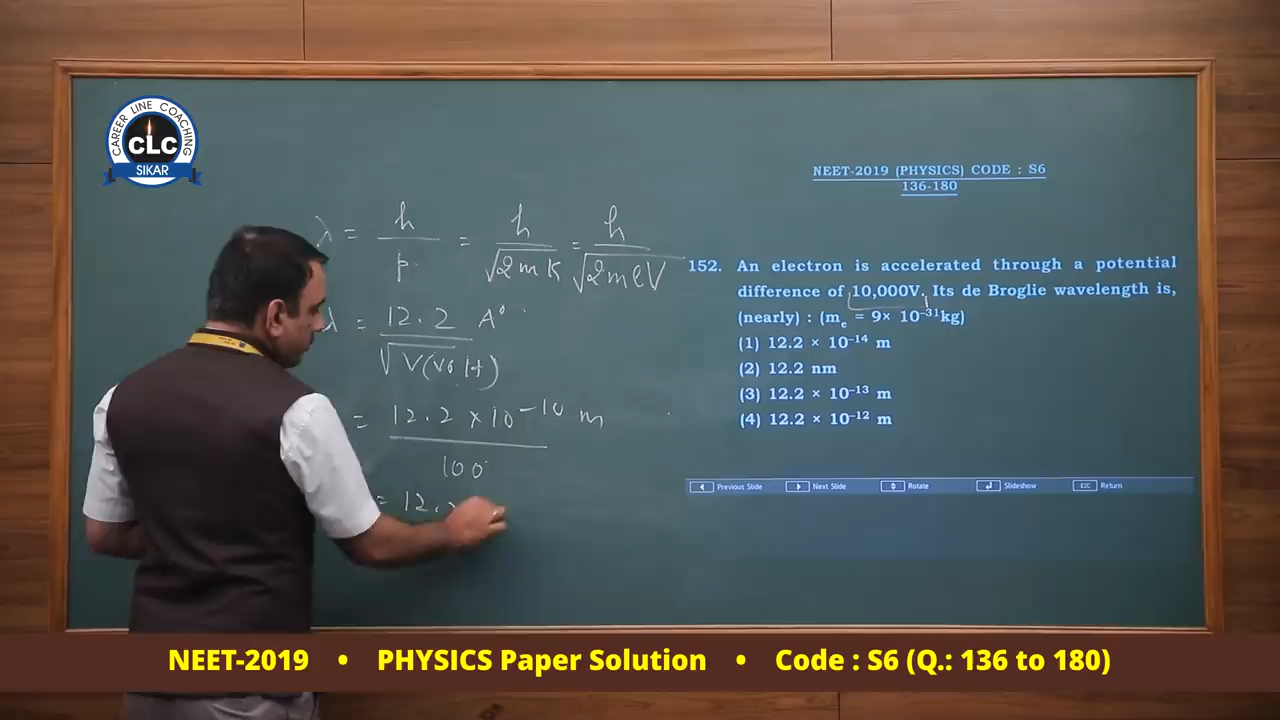 CAREER LINE COACHING
CLC
SIKAR
NEET-2019 (PHYSICS) CODE : S6
136-180
λ = h / p = h / √2mK = h / √2meV
λ = 12.2 / √V(volt) A°
= 12.2 × 10⁻¹⁰ m / 100
= 12.
152. An electron is accelerated through a potential
difference of 10,000V. Its de Broglie wavelength is,
(nearly) : (mₑ = 9× 10⁻³¹kg)
(1) 12.2 × 10⁻¹⁴ m
(2) 12.2 nm
(3) 12.2 × 10⁻¹³ m
(4) 12.2 × 10⁻¹² m
Previous Slide Next Slide Rotate Slideshow ESC Return
NEET-2019 • PHYSICS Paper Solution • Code : S6 (Q.: 136 to 180)